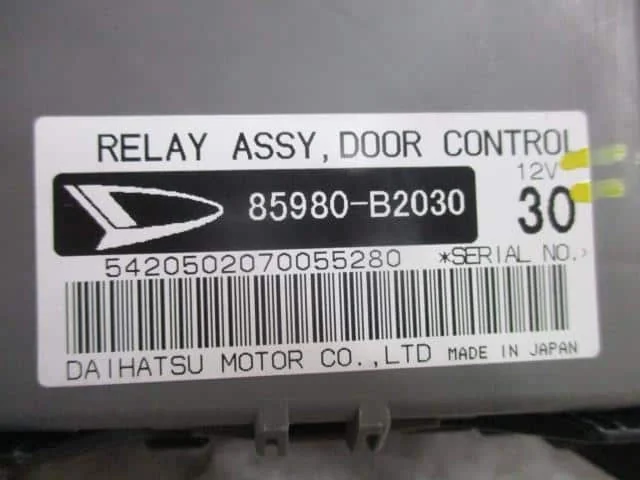 RELAY ASSY, DOOR CONTROL
12V
85980-B2030
30
5420502070055280 *SERIAL NO.
DAIHATSU MOTOR CO.,LTD MADE IN JAPAN